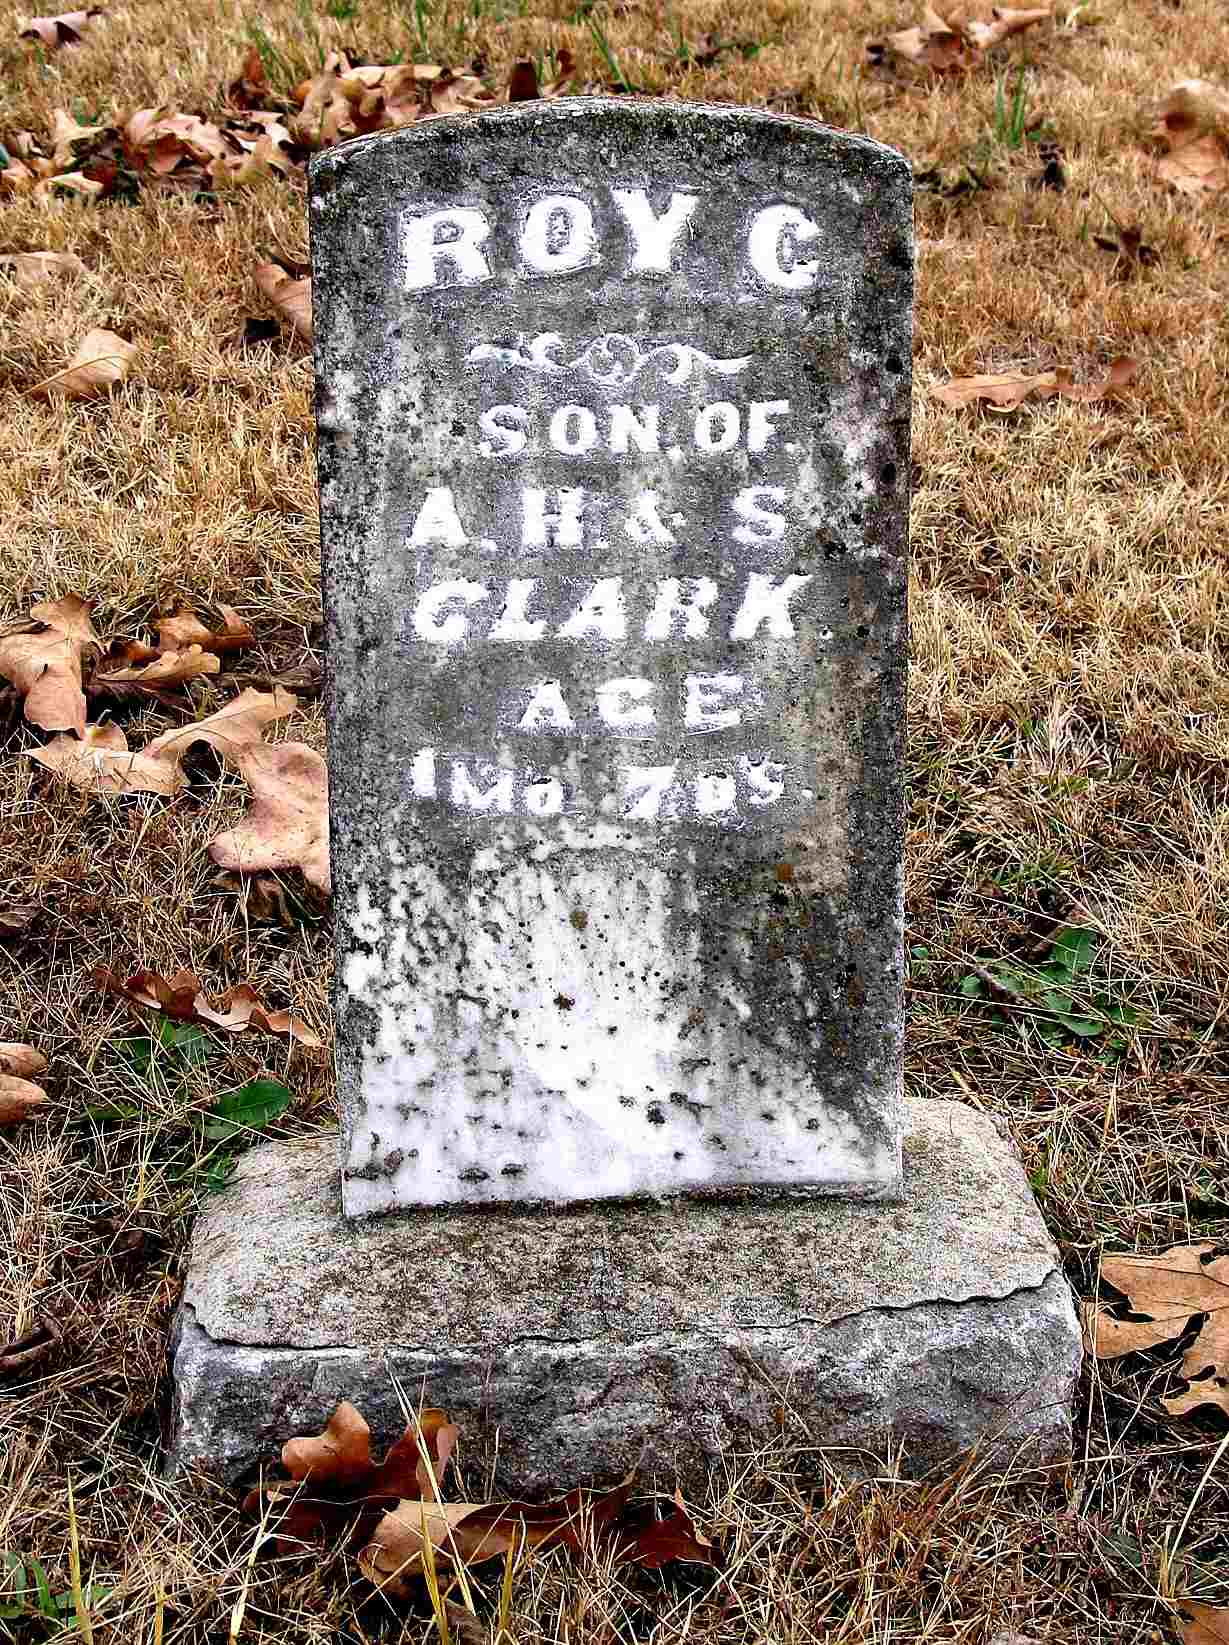 ROY C
SON. OF.
A. H. & S
CLARK.
AGE
1 Mo. 7 Ds.